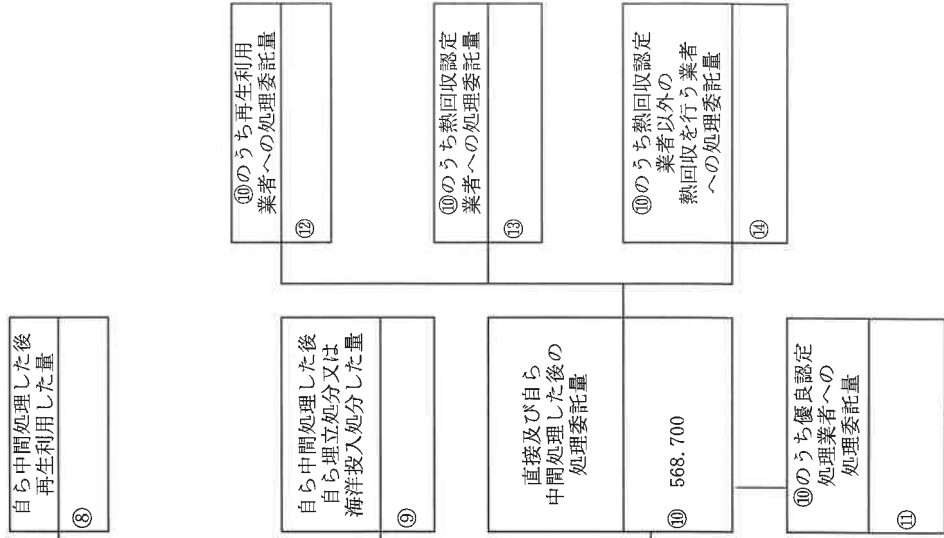 自ら中間処理した後
再生利用した量
⑧
自ら中間処理した後
自ら埋立処分又は
海洋投入処分した量
⑨
直接及び自ら
中間処理した後の
処理委託量
⑩ 568.700
⑩のうち優良認定
処理業者への
処理委託量
⑪
⑩のうち再生利用
業者への処理委託量
⑫
⑩のうち熱回収認定
業者への処理委託量
⑬
⑩のうち熱回収認定
業者以外の
熱回収を行う業者
への処理委託量
⑭